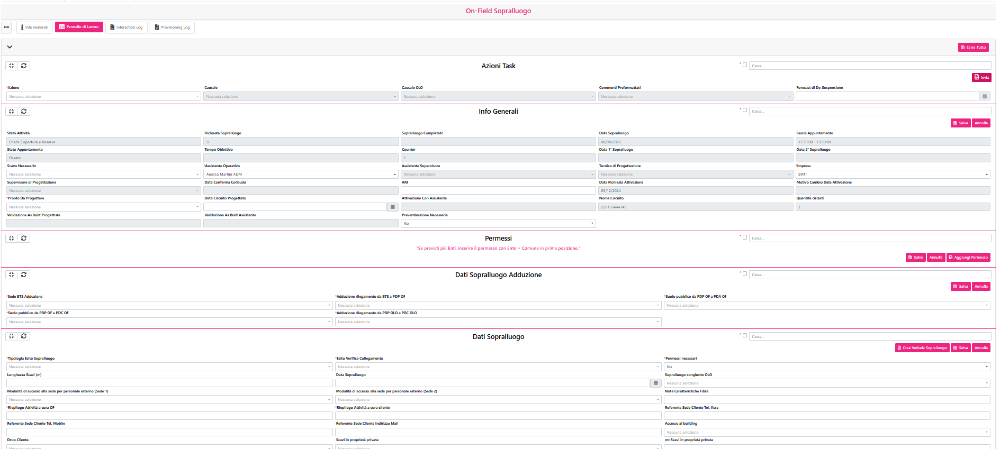 On-Field Sopralluogo
Info Generali Pannello di Lavoro Interaction Log Provisioning Log
Salva Tutto
Azioni Task
* Cerca...
Invia
*Azione Causale Causale OLO Commenti Preformattati Forecast di De-Sospensione
Nessuna selezione Nessuna selezione Nessuna selezione Nessuna selezione
Info Generali
* Cerca...
Salva Annulla
Stato Attività Richiesta Sopralluogo Sopralluogo Completato Data Sopralluogo Fascia Appuntamento
Check Copertura e Reserve Si 08/08/2025 11:30:00 - 13:30:00
Stato Appuntamento Tempo Obiettivo Counter Data 1° Sopralluogo Data 2° Sopralluogo
Fissato 1
Scavo Necessario *Assistente Operativo Assistente Supervisore Tecnico di Progettazione *Impresa
Nessuna selezione Andrea Martini ADM Nessuna selezione Nessuna selezione SIRTI
Supervisore di Progettazione Data Conferma Collaudo AM Data Richiesta Attivazione Motivo Cambio Data Attivazione
Nessuna selezione 05/12/2024
*Pronto Da Progettare Data Circuito Progettato Attivazione Con Assistente Nome Circuito Quantità circuiti
Nessuna selezione ZS9155444349 3
Validazione As Built Progettista Validazione As Built Assistente Preventivazione Necessaria
No
Permessi
* Cerca...
"Se previsti più Enti, inserire il permesso con Ente = Comune in prima posizione."
Salva Annulla Aggiungi Permesso
Dati Sopralluogo Adduzione
* Cerca...
Salva Annulla
*Sede BTS Adduzione *Adduzione rilegamento da BTS a PDP OF *Suolo pubblico da PDP OF a PDA OF
Nessuna selezione Nessuna selezione Nessuna selezione
*Suolo pubblico da PDP OF a PDC OF *Adduzione rilegamento da PDP OLO a PDC OLO
Nessuna selezione Nessuna selezione
Dati Sopralluogo
* Cerca...
Crea Verbale Sopralluogo Salva Annulla
*Tipologia Esito Sopralluogo *Esito Verifica Collegamento *Permessi necessari
Nessuna selezione Nessuna selezione No
Lunghezza Scavi (m) Data Sopralluogo Sopralluogo congiunto OLO
Nessuna selezione
Modalità di accesso alla sede per personale esterno (Sede 1) Modalità di accesso alla sede per personale esterno (Sede 2) Note Caratteristiche Fibra
Nessuna selezione Nessuna selezione
*Riepilogo Attività a cura OF *Riepilogo Attività a cura cliente Referente Sede Cliente Tel. fisso
Referente Sede Cliente Tel. Mobile Referente Sede Cliente Indirizzo Mail Accesso al building
Nessuna selezione
Drop Cliente Scavi in proprietà privata mt Scavi in proprietà privata
Nessuna selezione Nessuna selezione